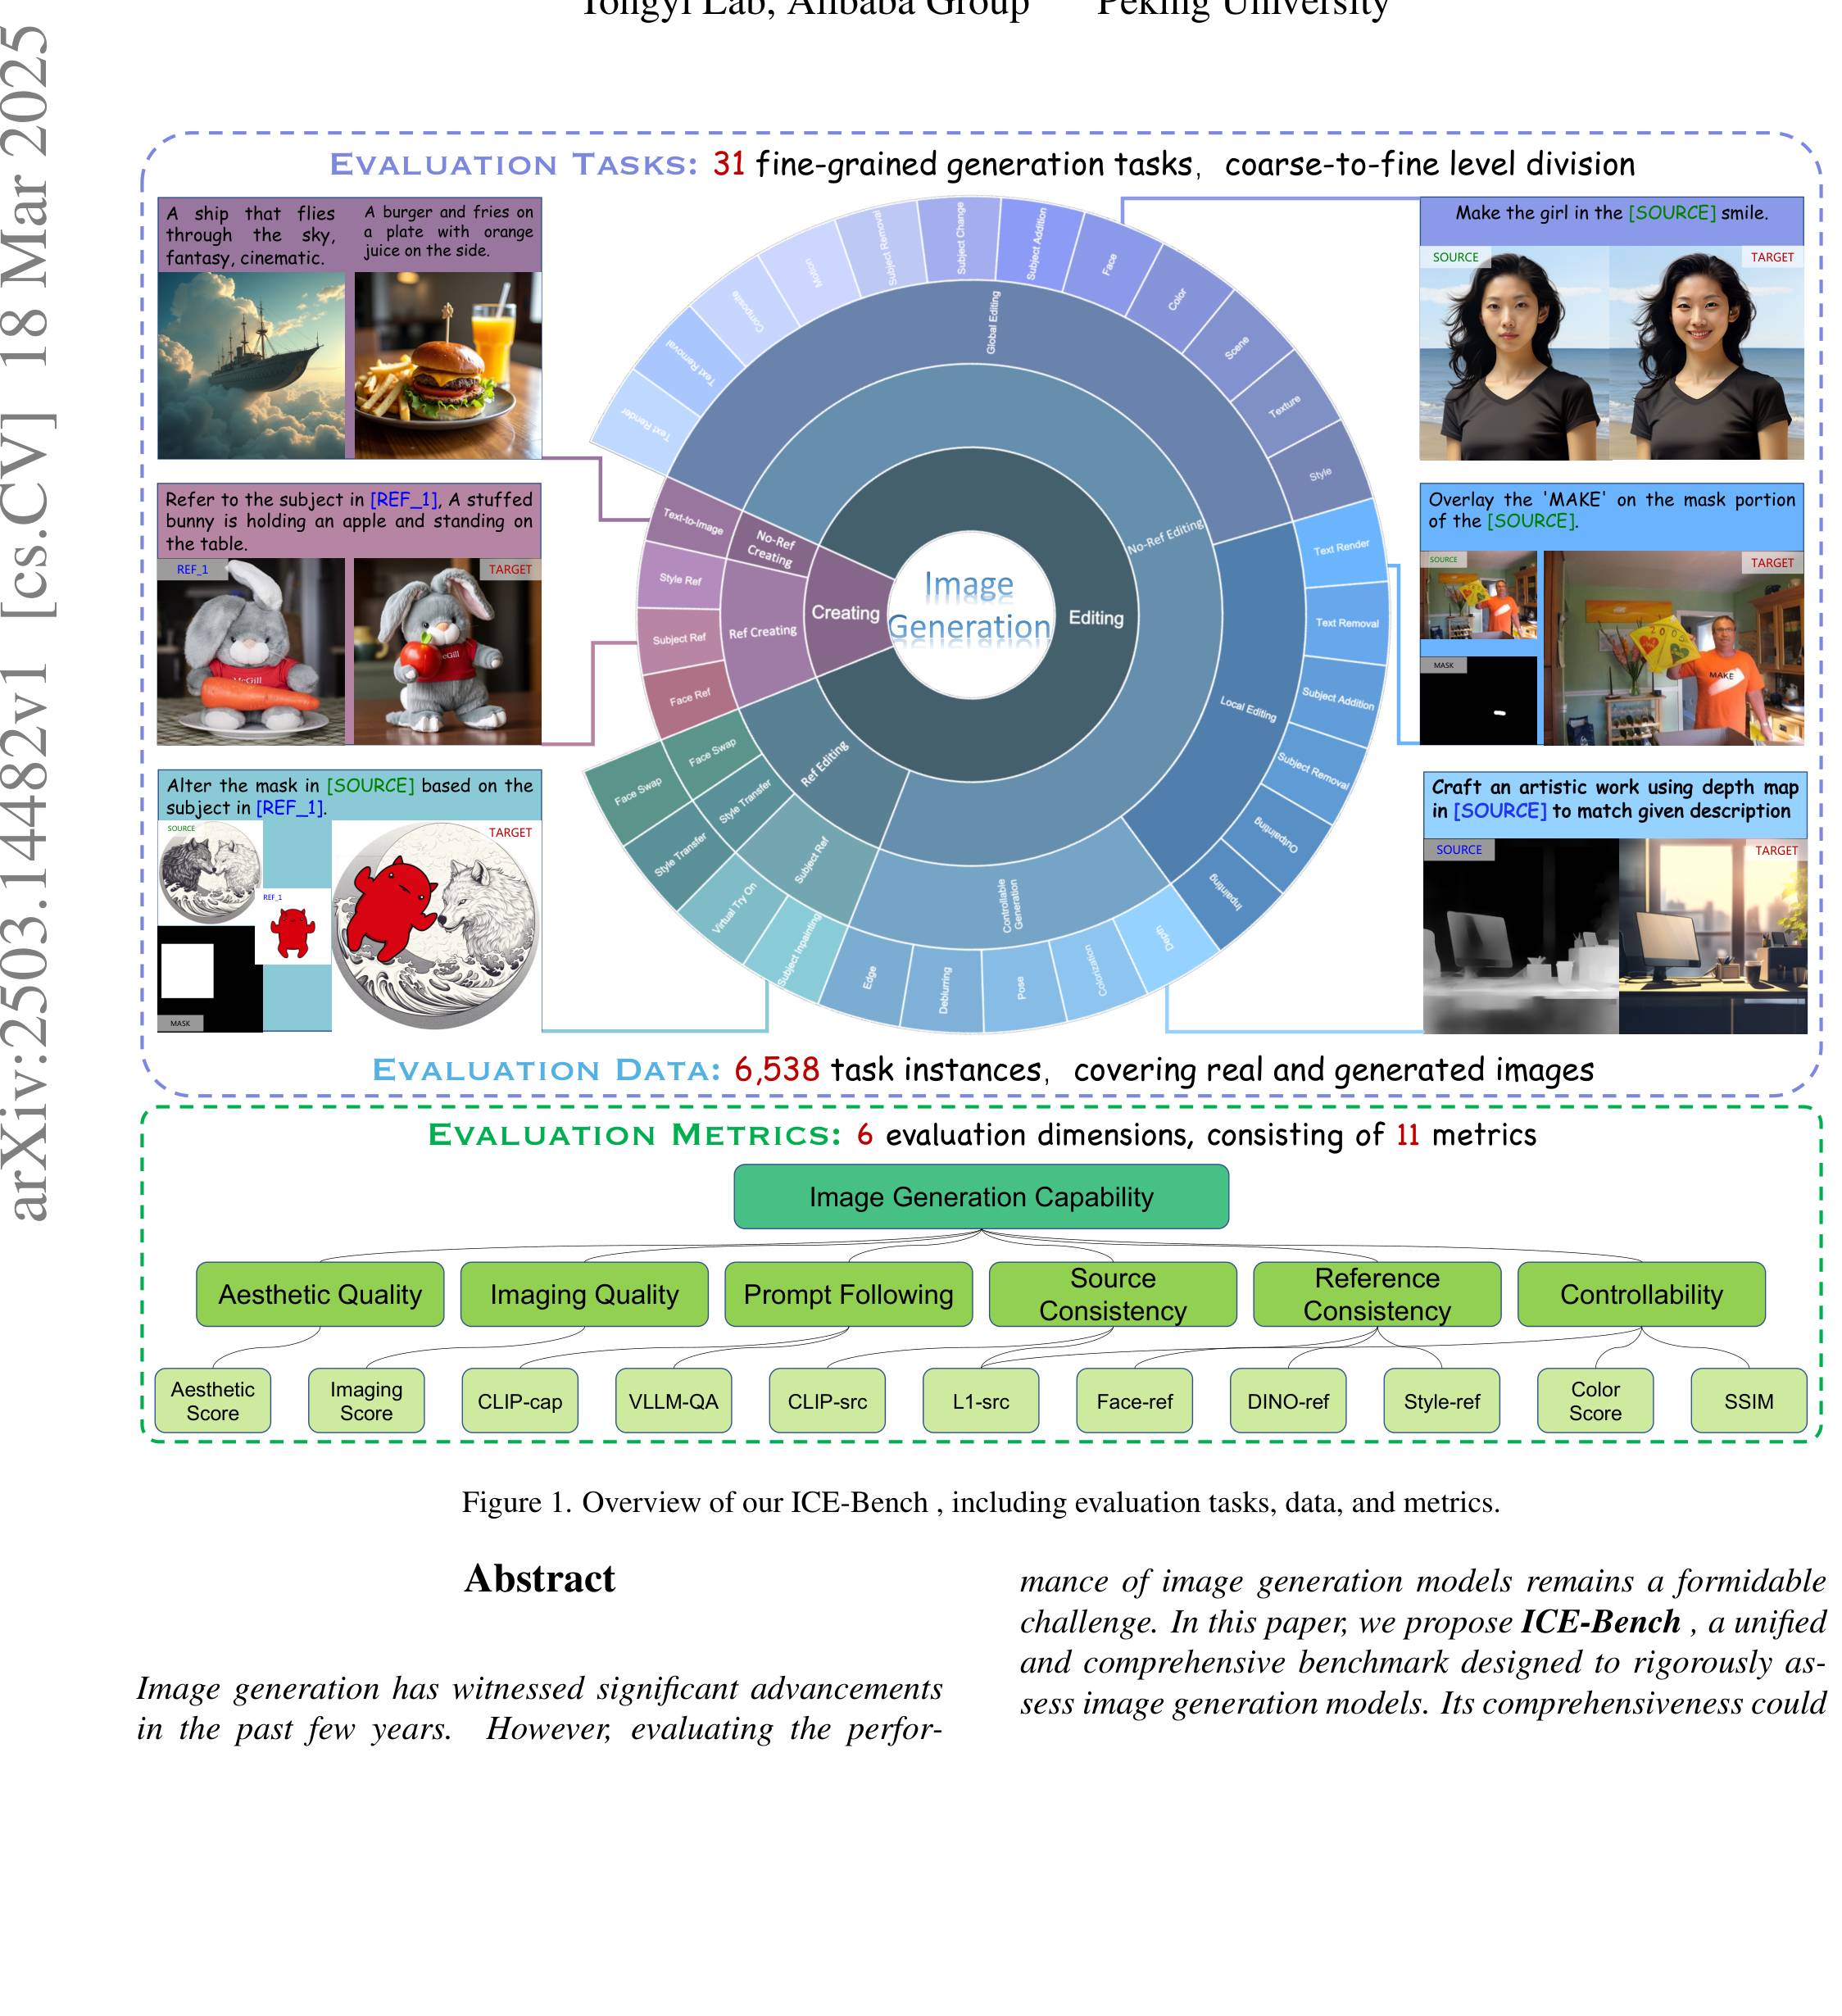 Tongyi Lab, Alibaba Group Peking University
arXiv:2503.14482v1 [cs.CV] 18 Mar 2025
EVALUATION TASKS: 31 fine-grained generation tasks, coarse-to-fine level division
A ship that flies
through the sky,
fantasy, cinematic.
A burger and fries on
a plate with orange
juice on the side.
Refer to the subject in [REF_1], A stuffed
bunny is holding an apple and standing on
the table.
REF_1
TARGET
McGill
McGill
Alter the mask in [SOURCE] based on the
subject in [REF_1].
SOURCE
REF_1
MASK
TARGET
Image
Generation
Creating
Editing
No-Ref
Creating
Ref Creating
No-Ref Editing
Ref Editing
Global Editing
Local Editing
Controllable
Generation
Text Render
Text Removal
Composite
Motion
Subject Removal
Subject Change
Subject Addition
Face
Color
Scene
Texture
Style
Text Render
Text Removal
Subject Addition
Subject Removal
Outpainting
Inpainting
Depth
Colorization
Pose
Deblurring
Edge
Subject Ref
Subject Inpainting
Virtual Try On
Style Transfer
Style Transfer
Face Swap
Face Swap
Face Ref
Subject Ref
Style Ref
Text-to-Image
Make the girl in the [SOURCE] smile.
SOURCE
TARGET
Overlay the 'MAKE' on the mask portion
of the [SOURCE].
SOURCE
MASK
TARGET
MAKE
Craft an artistic work using depth map
in [SOURCE] to match given description
SOURCE
TARGET
EVALUATION DATA: 6,538 task instances, covering real and generated images
EVALUATION METRICS: 6 evaluation dimensions, consisting of 11 metrics
Image Generation Capability
Aesthetic Quality
Imaging Quality
Prompt Following
Source
Consistency
Reference
Consistency
Controllability
Aesthetic
Score
Imaging
Score
CLIP-cap
VLLM-QA
CLIP-src
L1-src
Face-ref
DINO-ref
Style-ref
Color
Score
SSIM
Figure 1. Overview of our ICE-Bench , including evaluation tasks, data, and metrics.
Abstract
Image generation has witnessed significant advancements
in the past few years. However, evaluating the perfor-
mance of image generation models remains a formidable
challenge. In this paper, we propose ICE-Bench , a unified
and comprehensive benchmark designed to rigorously as-
sess image generation models. Its comprehensiveness could